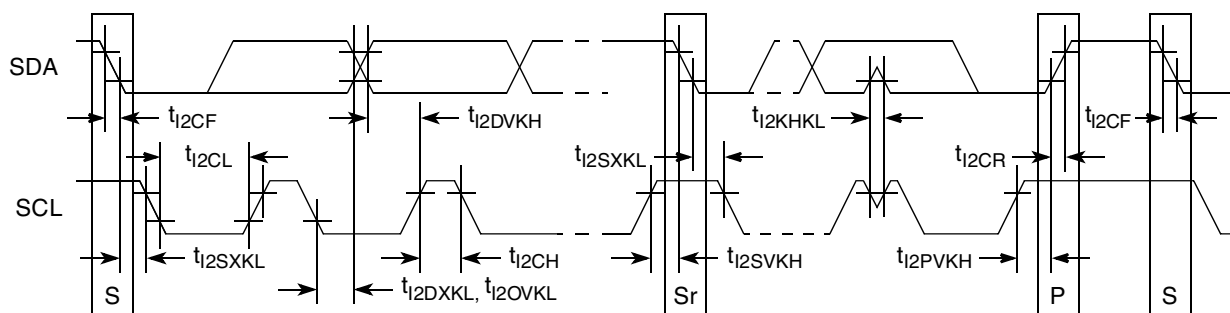 SDA
tI2CF
tI2DVKH
tI2KHKL
tI2CF
tI2CL
tI2SXKL
tI2CR
SCL
tI2SXKL
tI2CH
tI2SVKH
tI2PVKH
tI2DXKL, tI2OVKL
S
Sr
P
S